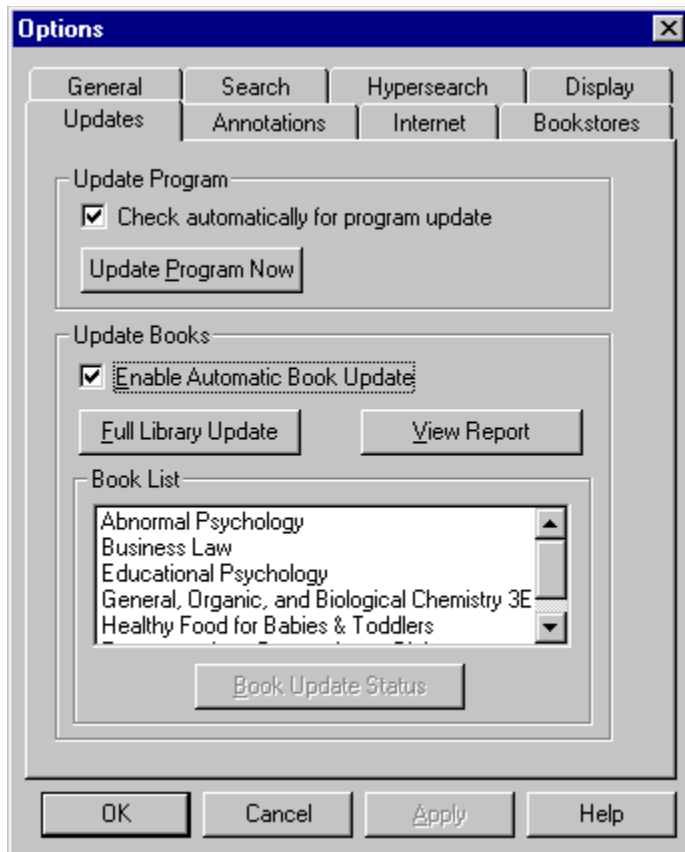 Options
General Search Hypersearch Display
Updates Annotations Internet Bookstores
Update Program
Check automatically for program update
Update Program Now
Update Books
Enable Automatic Book Update
Full Library Update View Report
Book List
Abnormal Psychology
Business Law
Educational Psychology
General, Organic, and Biological Chemistry 3E
Healthy Food for Babies & Toddlers
Book Update Status
OK Cancel Apply Help